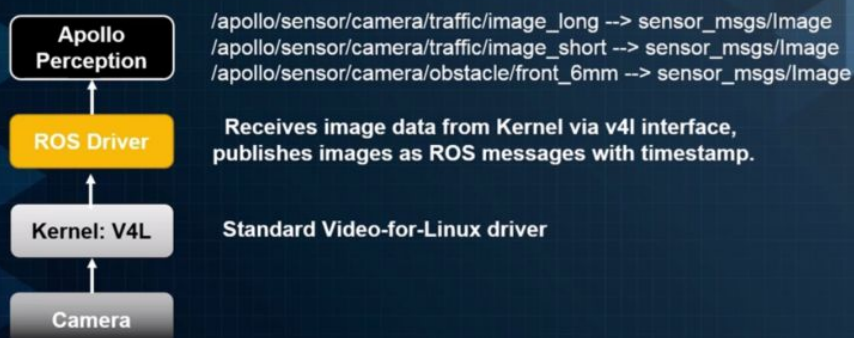 Apollo
Perception
/apollo/sensor/camera/traffic/image_long --> sensor_msgs/Image
/apollo/sensor/camera/traffic/image_short --> sensor_msgs/Image
/apollo/sensor/camera/obstacle/front_6mm --> sensor_msgs/Image
ROS Driver
Receives image data from Kernel via v4l interface,
publishes images as ROS messages with timestamp.
Kernel: V4L
Standard Video-for-Linux driver
Camera